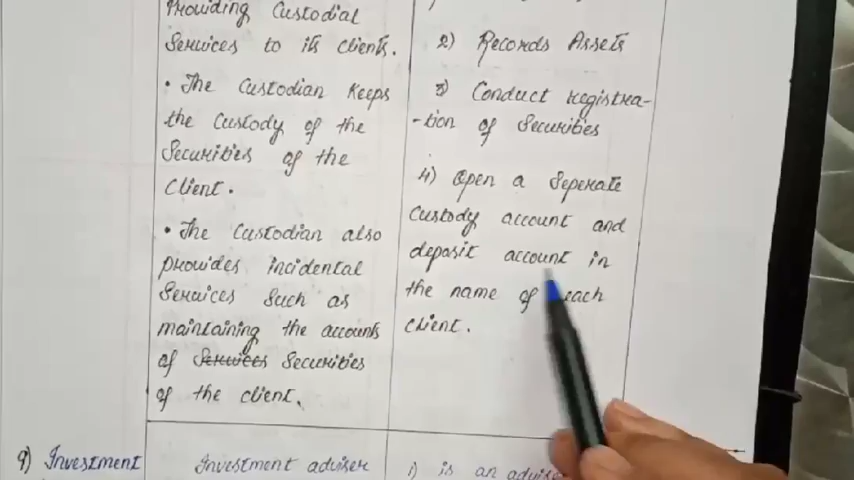 Providing Custodial
Services to its clients.
• The Custodian Keeps
the Custody of the
Securities of the
Client.
• The Custodian also
provides incidental
Services Such as
maintaining the accounts
of Services Securities
of the client.
2) Records Assets
3) Conduct registra-
-tion of Securities
4) Open a Seperate
Custody account and
deposit account in
the name of each
client.
9) Investment
Investment adviser
1) is an advise